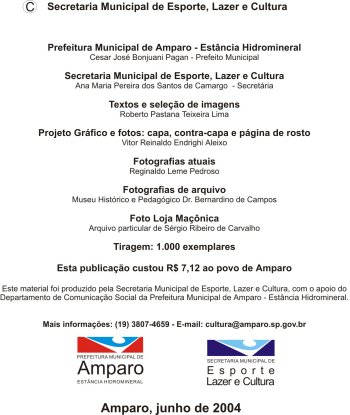 © Secretaria Municipal de Esporte, Lazer e Cultura
Prefeitura Municipal de Amparo - Estância Hidromineral
Cesar José Bonjuani Pagan - Prefeito Municipal
Secretaria Municipal de Esporte, Lazer e Cultura
Ana Maria Pereira dos Santos de Camargo - Secretária
Textos e seleção de imagens
Roberto Pastana Teixeira Lima
Projeto Gráfico e fotos: capa, contra-capa e página de rosto
Vitor Reinaldo Endrighi Aleixo
Fotografias atuais
Reginaldo Leme Pedroso
Fotografias de arquivo
Museu Histórico e Pedagógico Dr. Bernardino de Campos
Foto Loja Maçônica
Arquivo particular de Sérgio Ribeiro de Carvalho
Tiragem: 1.000 exemplares
Esta publicação custou R$ 7,12 ao povo de Amparo
Este material foi produzido pela Secretaria Municipal de Esporte, Lazer e Cultura, com o apoio do
Departamento de Comunicação Social da Prefeitura Municipal de Amparo - Estância Hidromineral.
Mais informações: (19) 3807-4659 - E-mail: cultura@amparo.sp.gov.br
PREFEITURA MUNICIPAL DE
Amparo
ESTÂNCIA HIDROMINERAL
SECRETARIA MUNICIPAL DE
Esporte
Lazer e Cultura
Amparo, junho de 2004